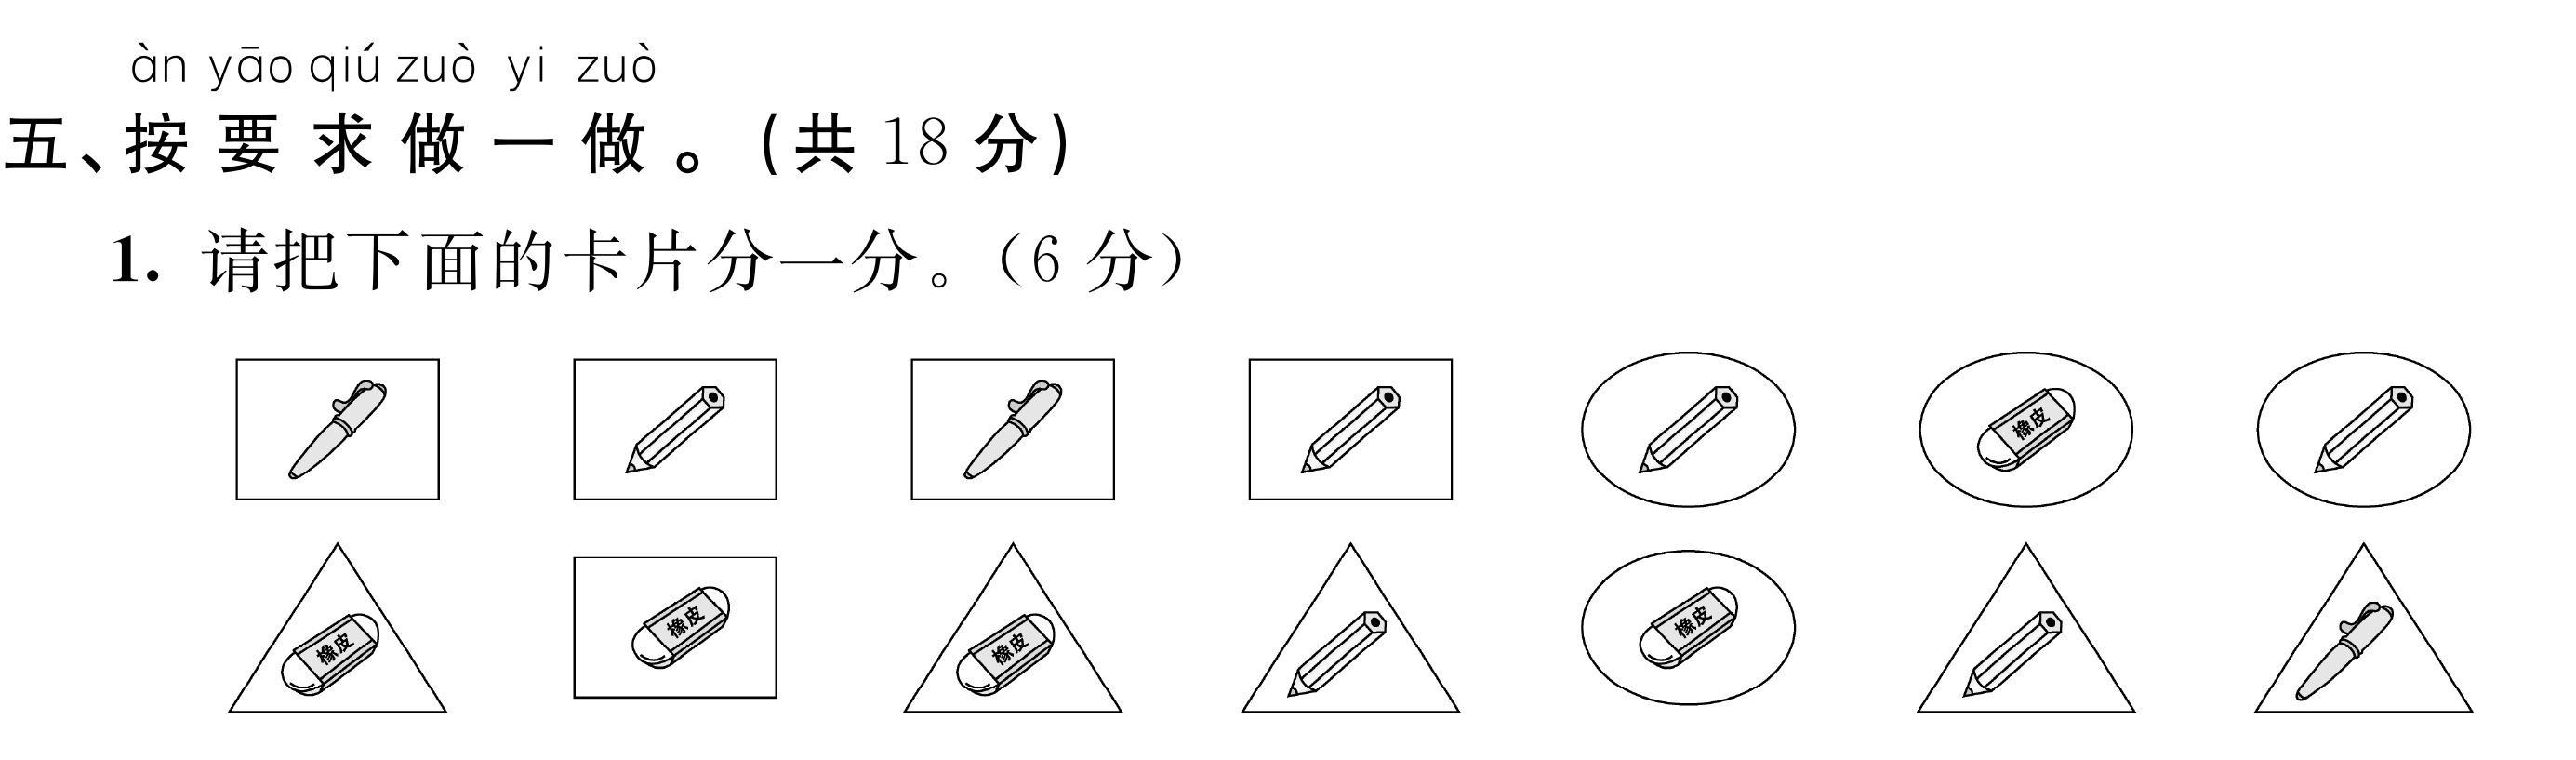 àn yāo qiú zuò yi zuò
五、按要求做一做。(共 18 分)
1. 请把下面的卡片分一分。（6 分）
橡皮
橡皮
橡皮
橡皮
橡皮